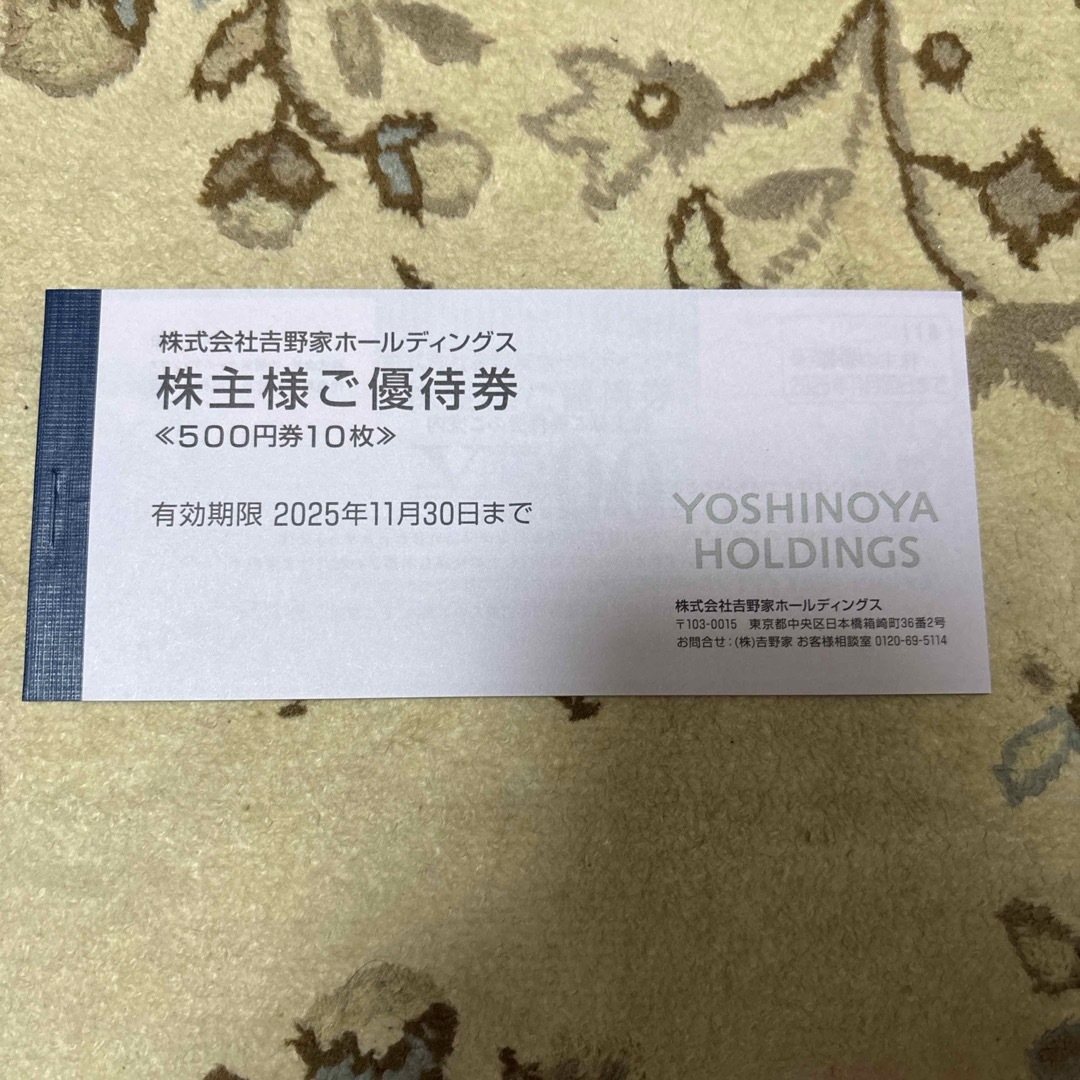 株式会社𠮷野家ホールディングス
株主様ご優待券
≪500円券10枚≫
有効期限 2025年11月30日まで
YOSHINOYA
HOLDINGS
株式会社𠮷野家ホールディングス
〒103-0015 東京都中央区日本橋箱崎町36番2号
お問合せ:(株)𠮷野家 お客様相談室 0120-69-5114